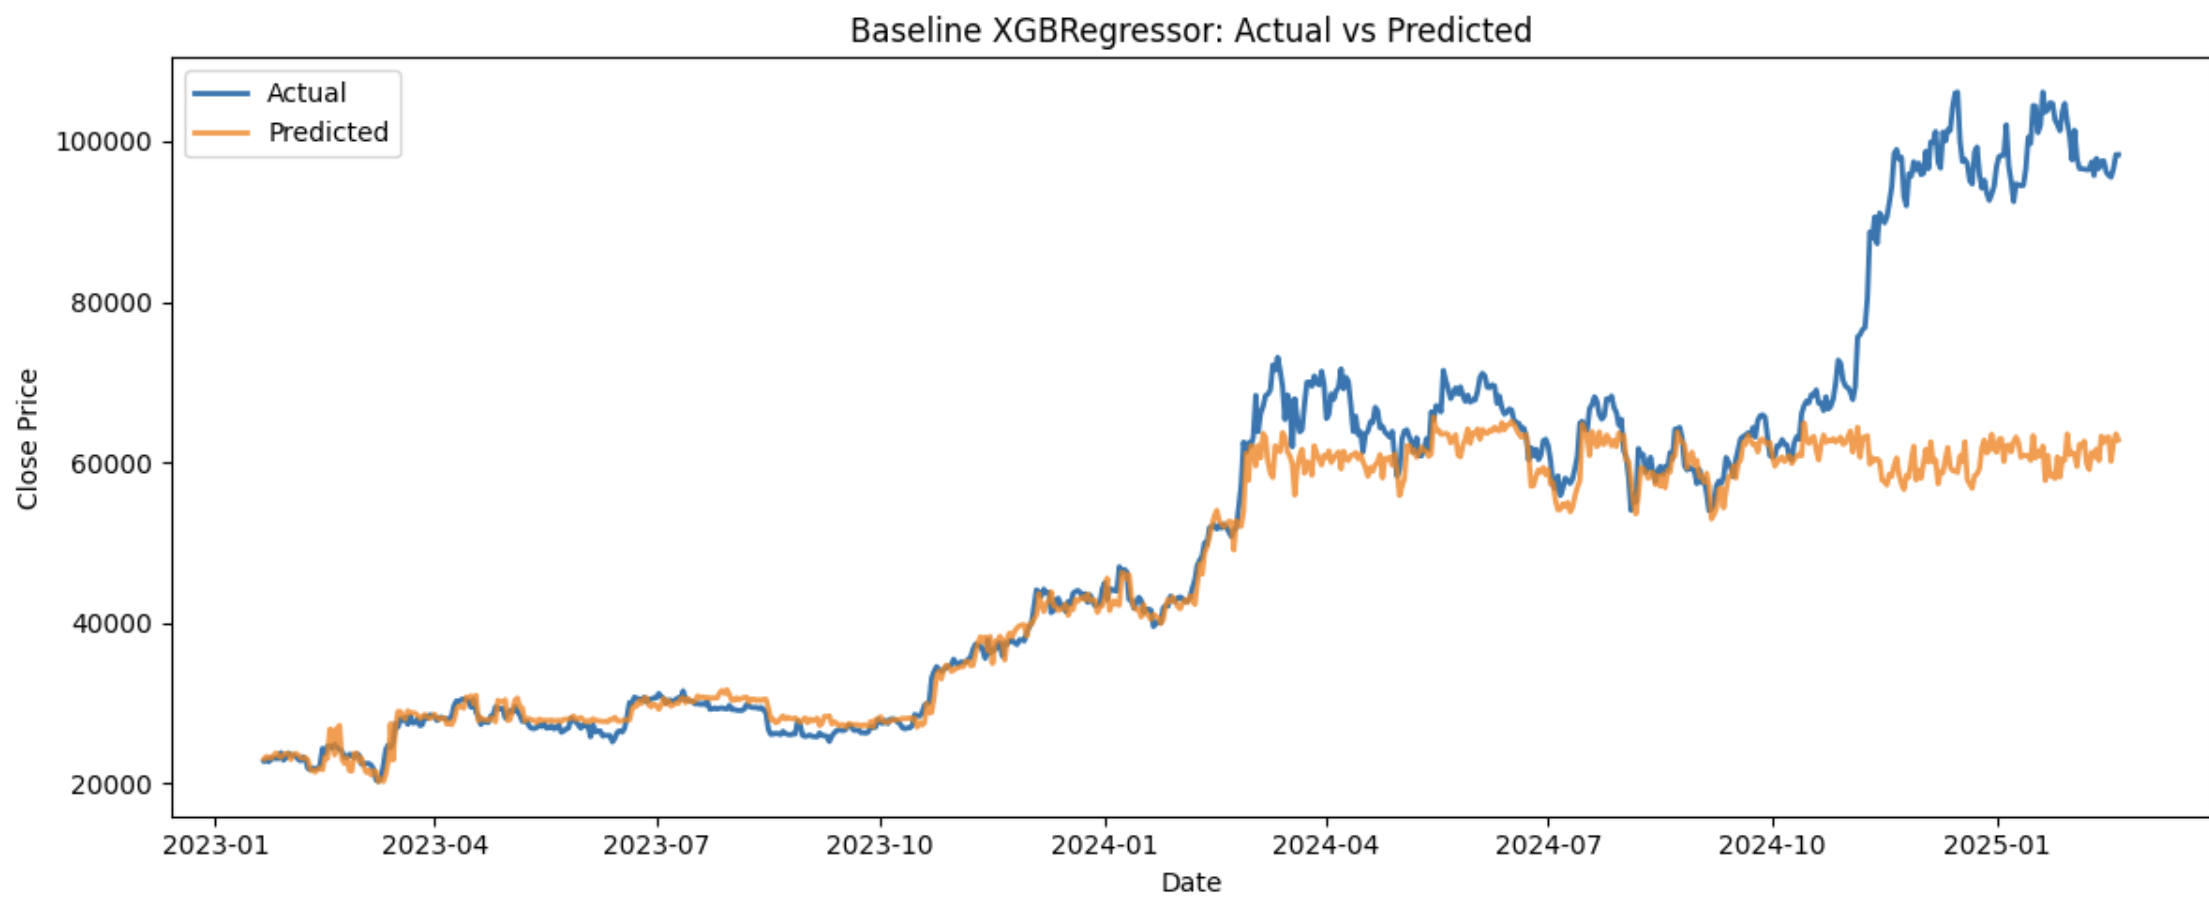 Baseline XGBRegressor: Actual vs Predicted
Actual
Predicted
100000
80000
60000
40000
20000
Close Price
2023-01 2023-04 2023-07 2023-10 2024-01 2024-04 2024-07 2024-10 2025-01
Date